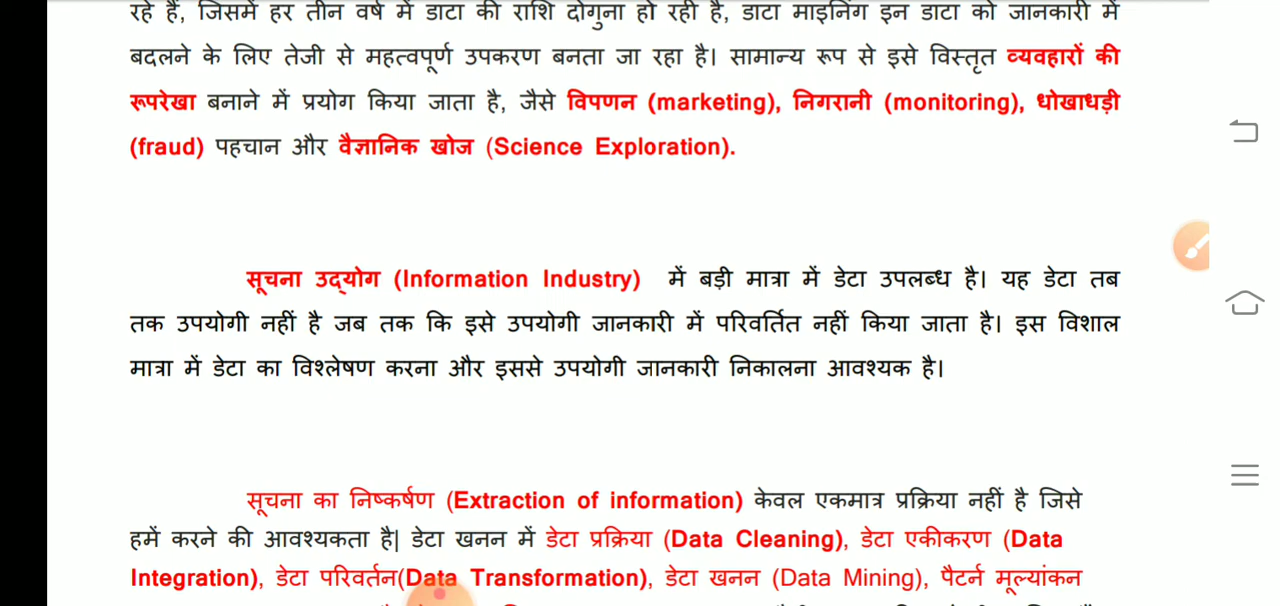 रहे हैं, जिसमें हर तीन वर्ष में डाटा की राशि दोगुना हो रही है, डाटा माइनिंग इन डाटा को जानकारी में
बदलने के लिए तेजी से महत्वपूर्ण उपकरण बनता जा रहा है। सामान्य रूप से इसे विस्तृत व्यवहारों की
रूपरेखा बनाने में प्रयोग किया जाता है, जैसे विपणन (marketing), निगरानी (monitoring), धोखाधड़ी
(fraud) पहचान और वैज्ञानिक खोज (Science Exploration).
सूचना उद्योग (Information Industry) में बड़ी मात्रा में डेटा उपलब्ध है। यह डेटा तब
तक उपयोगी नहीं है जब तक कि इसे उपयोगी जानकारी में परिवर्तित नहीं किया जाता है। इस विशाल
मात्रा में डेटा का विश्लेषण करना और इससे उपयोगी जानकारी निकालना आवश्यक है।
सूचना का निष्कर्षण (Extraction of information) केवल एकमात्र प्रक्रिया नहीं है जिसे
हमें करने की आवश्यकता है| डेटा खनन में डेटा प्रक्रिया (Data Cleaning), डेटा एकीकरण (Data
Integration), डेटा परिवर्तन(Data Transformation), डेटा खनन (Data Mining), पैटर्न मूल्यांकन